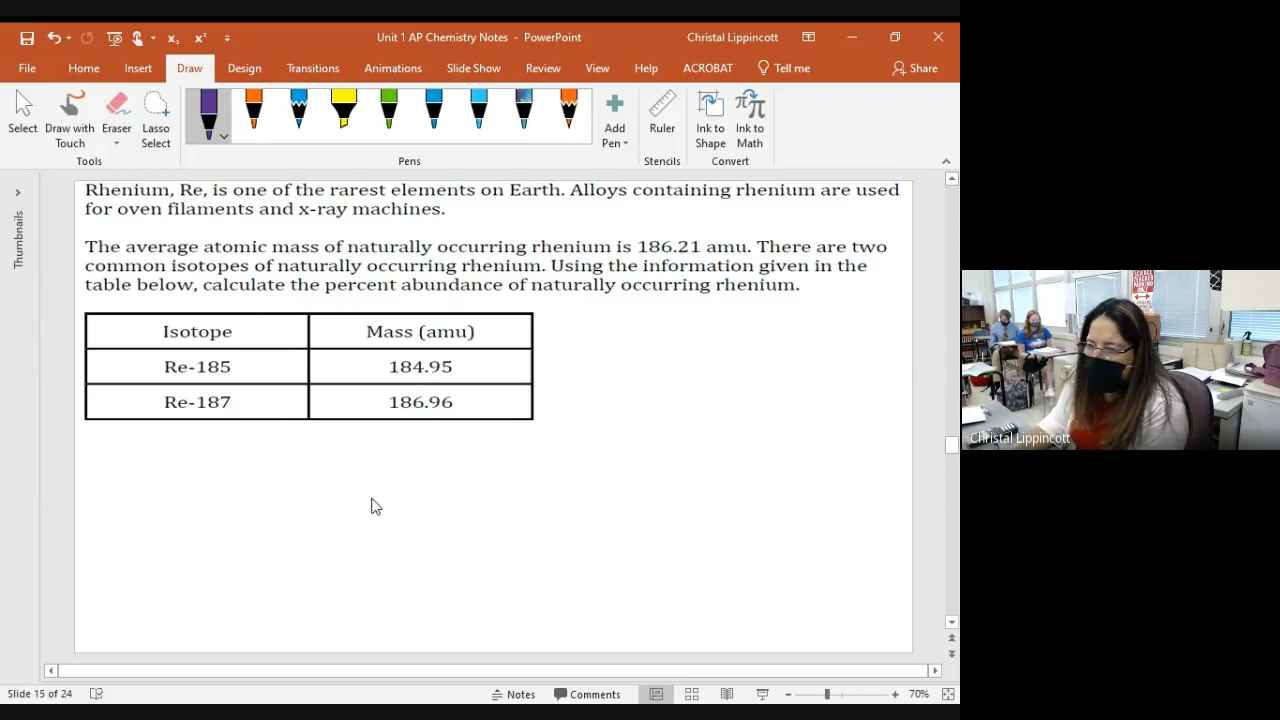 Unit 1 AP Chemistry Notes - PowerPoint
Christal Lippincott
File Home Insert Draw Design Transitions Animations Slide Show Review View Help ACROBAT Tell me Share
Select Draw with Touch Eraser Lasso Select Add Pen Ruler Ink to Shape Ink to Math
Tools Pens Stencils Convert
Thumbnails
Rhenium, Re, is one of the rarest elements on Earth. Alloys containing rhenium are used
for oven filaments and x-ray machines.
The average atomic mass of naturally occurring rhenium is 186.21 amu. There are two
common isotopes of naturally occurring rhenium. Using the information given in the
table below, calculate the percent abundance of naturally occurring rhenium.
Isotope Mass (amu)
Re-185 184.95
Re-187 186.96
Christal Lippincott
Slide 15 of 24 Notes Comments 70%